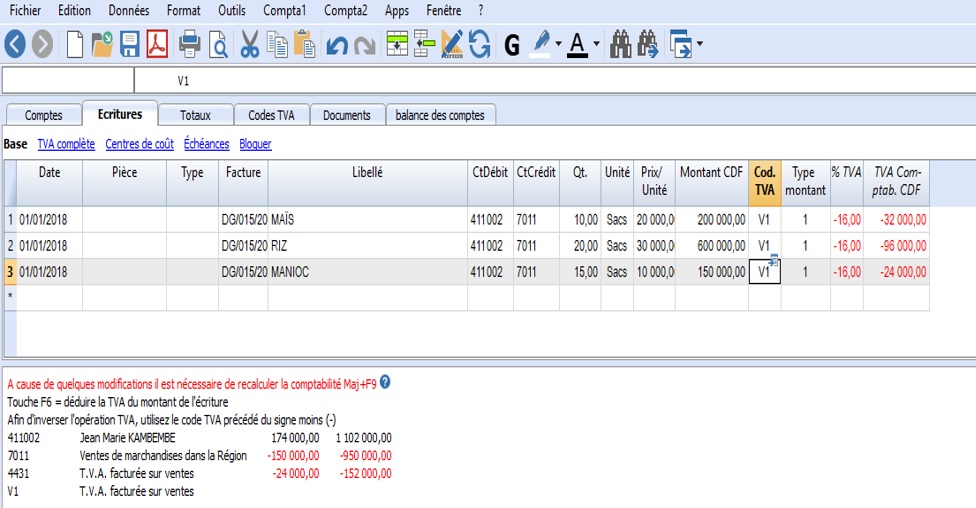 Fichier Edition Données Format Outils Compta1 Compta2 Apps Fenêtre ?
G A
V1
Comptes Ecritures Totaux Codes TVA Documents balance des comptes
Base TVA complète Centres de coût Échéances Bloquer
Date Pièce Type Facture Libellé CtDébit CtCrédit Qt. Unité Prix/ Unité Montant CDF Cod. TVA Type montant % TVA TVA Comptab. CDF
1 01/01/2018 DG/015/20 MAÏS 411002 7011 10,00 Sacs 20 000,0 200 000,00 V1 1 -16,00 -32 000,00
2 01/01/2018 DG/015/20 RIZ 411002 7011 20,00 Sacs 30 000,0 600 000,00 V1 1 -16,00 -96 000,00
3 01/01/2018 DG/015/20 MANIOC 411002 7011 15,00 Sacs 10 000,0 150 000,00 V1 1 -16,00 -24 000,00
*
A cause de quelques modifications il est nécessaire de recalculer la comptabilité Maj+F9 ?
Touche F6 = déduire la TVA du montant de l'écriture
Afin d'inverser l'opération TVA, utilisez le code TVA précédé du signe moins (-)
411002 Jean Marie KAMBEMBE 174 000,00 1 102 000,00
7011 Ventes de marchandises dans la Région -150 000,00 -950 000,00
4431 T.V.A. facturée sur ventes -24 000,00 -152 000,00
V1 T.V.A. facturée sur ventes